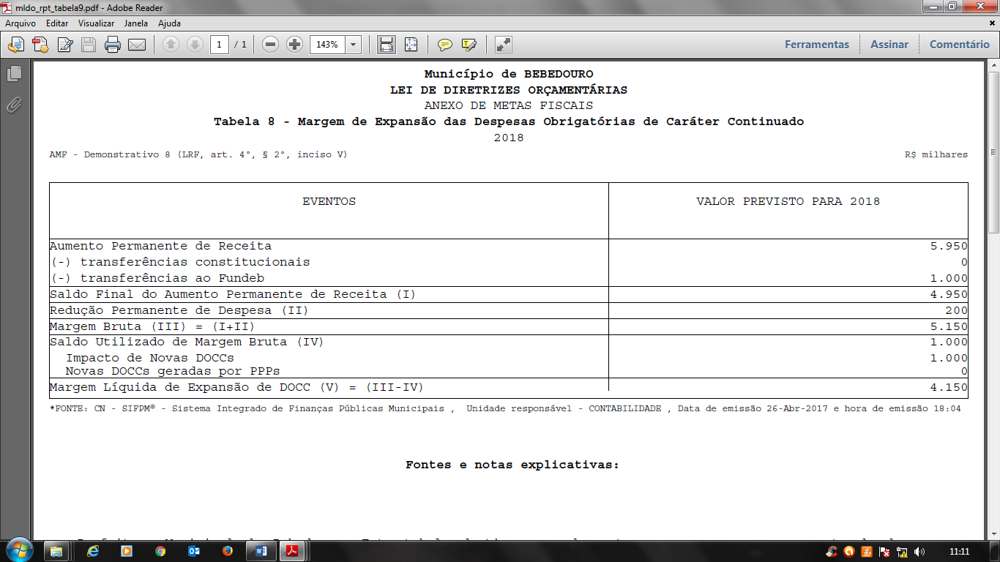 mldo_rpt_tabela9.pdf - Adobe Reader
Arquivo Editar Visualizar Janela Ajuda
1 / 1 143% Ferramentas Assinar Comentário
Município de BEBEDOURO
LEI DE DIRETRIZES ORÇAMENTÁRIAS
ANEXO DE METAS FISCAIS
Tabela 8 - Margem de Expansão das Despesas Obrigatórias de Caráter Continuado
2018
AMF - Demonstrativo 8 (LRF, art. 4°, § 2°, inciso V) R$ milhares
EVENTOS VALOR PREVISTO PARA 2018
Aumento Permanente de Receita 5.950
(-) transferências constitucionais 0
(-) transferências ao Fundeb 1.000
Saldo Final do Aumento Permanente de Receita (I) 4.950
Redução Permanente de Despesa (II) 200
Margem Bruta (III) = (I+II) 5.150
Saldo Utilizado de Margem Bruta (IV) 1.000
Impacto de Novas DOCCs 1.000
Novas DOCCs geradas por PPPs 0
Margem Líquida de Expansão de DOCC (V) = (III-IV) 4.150
*FONTE: CN - SIFPM® - Sistema Integrado de Finanças Públicas Municipais , Unidade responsável - CONTABILIDADE , Data de emissão 26-Abr-2017 e hora de emissão 18:04
Fontes e notas explicativas:
11:11